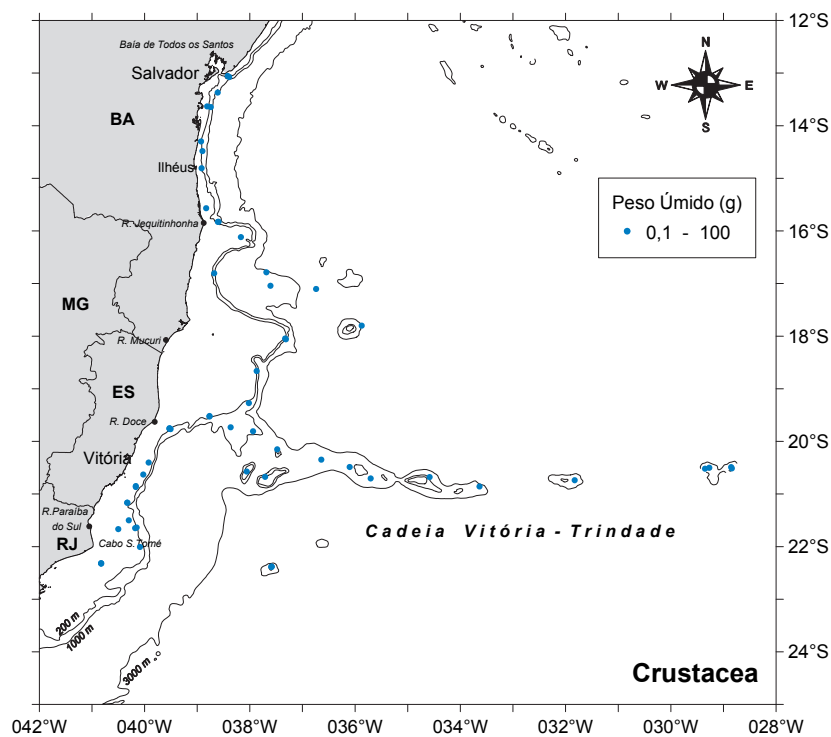 12°S
Baía de Todos os Santos
N
Salvador
W
E
S
BA
14°S
Ilhéus
Peso Úmido (g)
0,1 - 100
R. Jequitinhonha
16°S
MG
R. Mucuri
18°S
ES
R. Doce
20°S
Vitória
R.Paraíba
do Sul
Cadeia Vitória - Trindade
RJ
Cabo S.Tomé
22°S
200 m
1000 m
3000 m
24°S
Crustacea
042°W 040°W 038°W 036°W 034°W 032°W 030°W 28°W